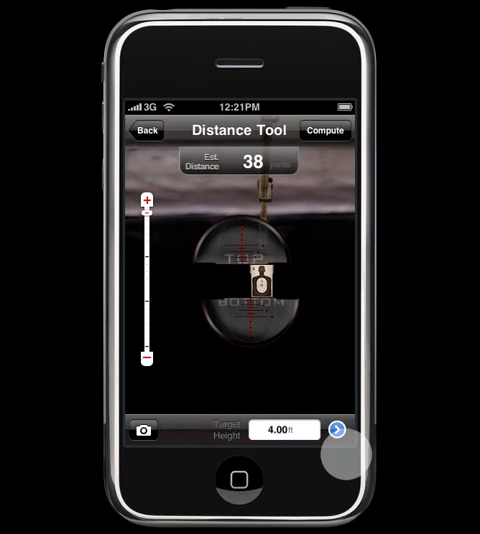 3G 12:21PM
Back Distance Tool Compute
Est. Distance 38 yards
TOP
BOTTOM
Target Height 4.00ft